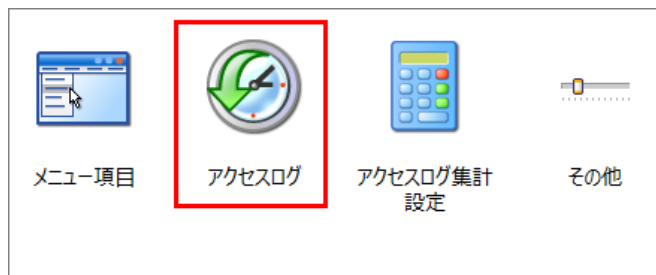 メニュー項目
アクセスログ
アクセスログ集計
設定
その他